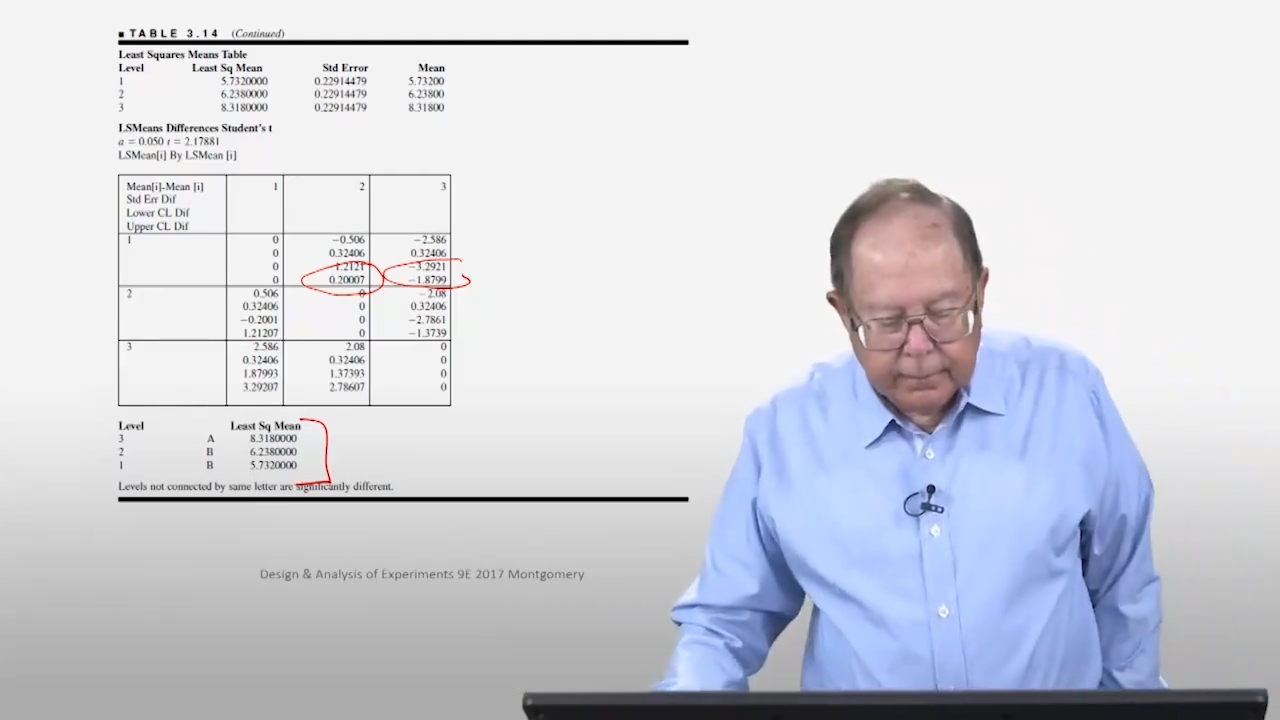 TABLE 3.14 (Continued)
Least Squares Means Table
Level Least Sq Mean Std Error Mean
1 5.7320000 0.22914479 5.73200
2 6.2380000 0.22914479 6.23800
3 8.3180000 0.22914479 8.31800
LSMeans Differences Student's t
a = 0.050 t = 2.17881
LSMean[i] By LSMean [i]
Mean[i]-Mean [i] 1 2 3
Std Err Dif
Lower CL Dif
Upper CL Dif
1 0 −0.506 −2.586
0 0.32406 0.32406
0 1.2121 −3.2921
0 0.20007 −1.8799
2 0.506 0 −2.08
0.32406 0 0.32406
−0.2001 0 −2.7861
1.21207 0 −1.3739
3 2.586 2.08 0
0.32406 0.32406 0
1.87993 1.37393 0
3.29207 2.78607 0
Level Least Sq Mean
3 A 8.3180000
2 B 6.2380000
1 B 5.7320000
Levels not connected by same letter are significantly different.
Design & Analysis of Experiments 9E 2017 Montgomery